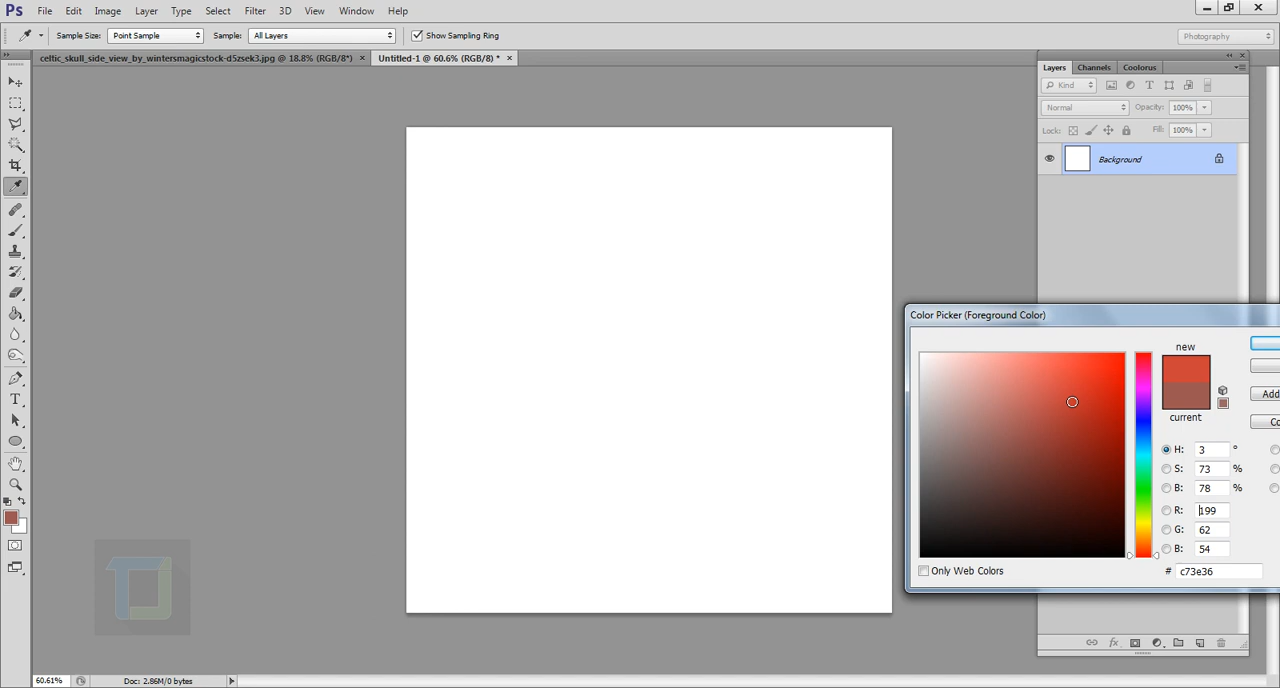 Ps File Edit Image Layer Type Select Filter 3D View Window Help
Sample Size: Point Sample Sample: All Layers Show Sampling Ring Photography
celtic_skull_side_view_by_wintersmagicstock-d5zsek3.jpg @ 18.8% (RGB/8*) × Untitled-1 @ 60.6% (RGB/8) * ×
Layers Channels Coolorus
Kind
Normal Opacity: 100%
Lock: Fill: 100%
Background
Color Picker (Foreground Color)
new
current
Add
Co
H: 3 °
S: 73 %
B: 78 %
R: 199
G: 62
B: 54
# c73e36
Only Web Colors
60.61% Doc: 2.86M/0 bytes